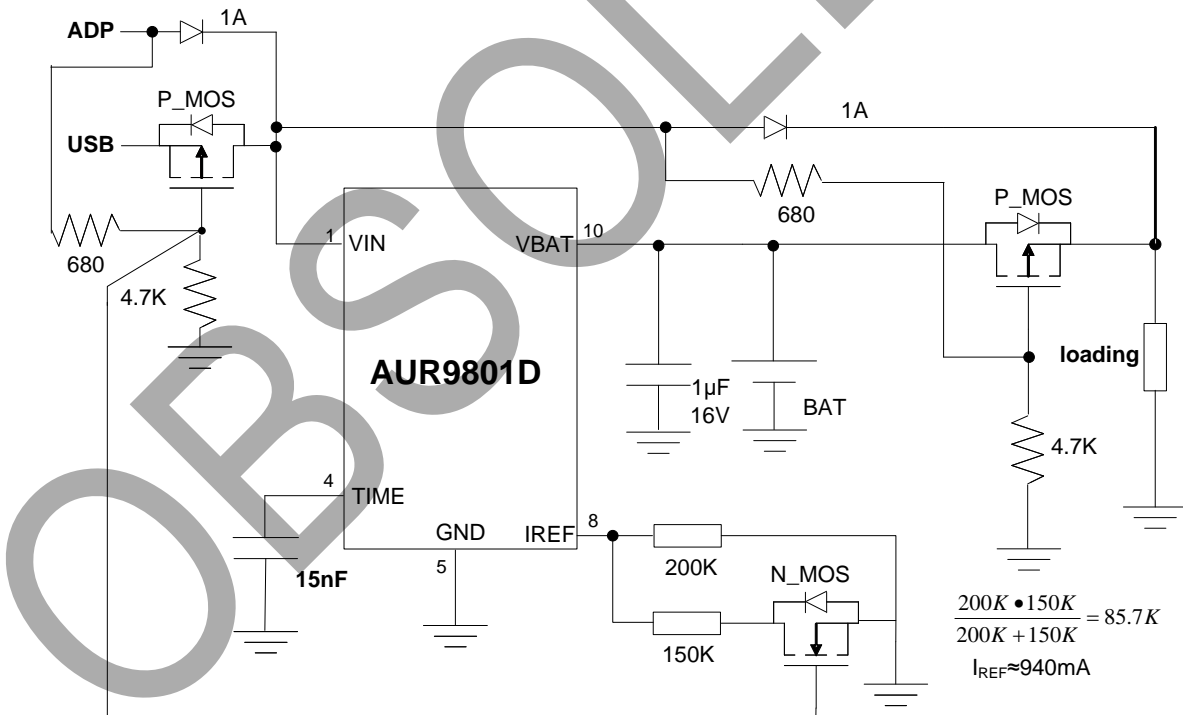 ADP
1A
P_MOS
USB
1A
680
P_MOS
1 VIN
VBAT 10
680
4.7K
AUR9801D
1µF
16V
BAT
loading
4.7K
4 TIME
GND
5
IREF 8
15nF
200K
N_MOS
150K
200K•150K
200K+150K
=85.7K
IREF≈940mA
OBSOL